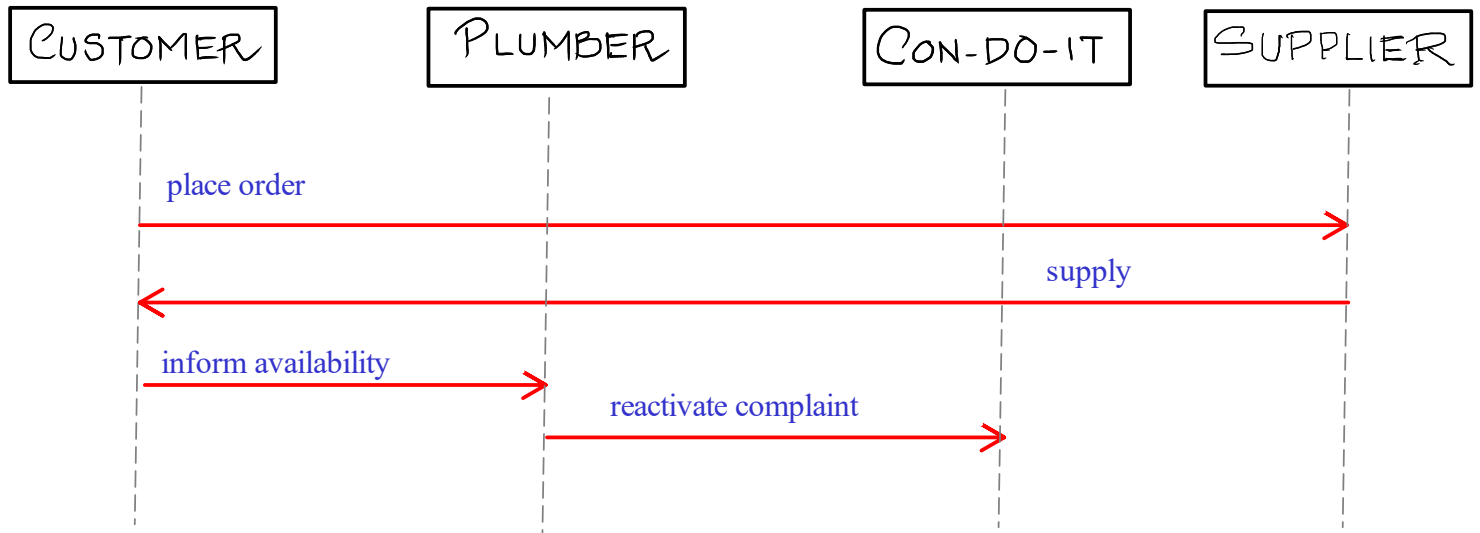 CUSTOMER
PLUMBER
CON-DO-IT
SUPPLIER
place order
supply
inform availability
reactivate complaint